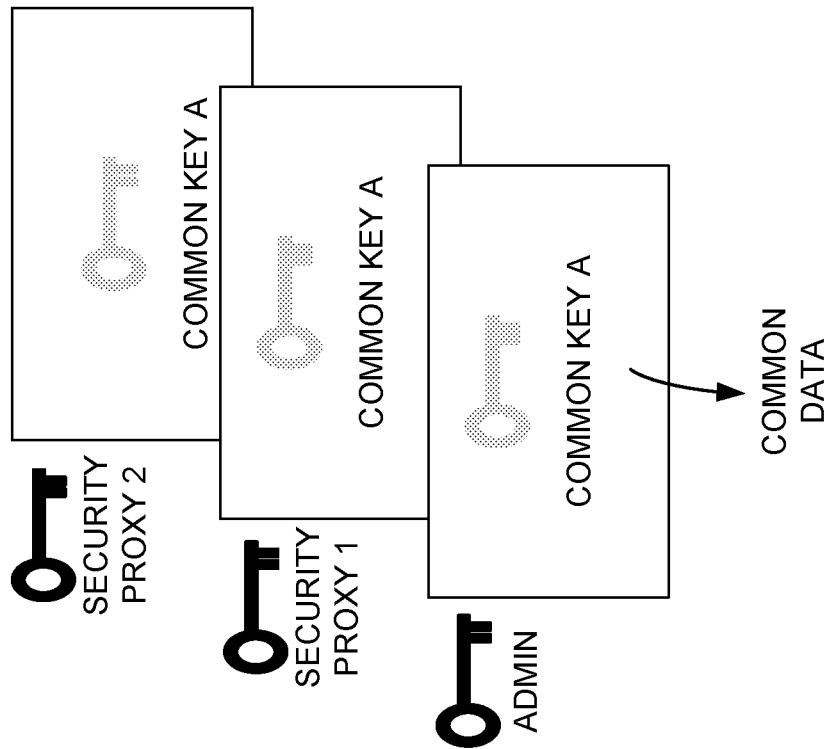 SECURITY
PROXY 2
COMMON KEY A
SECURITY
PROXY 1
COMMON KEY A
ADMIN
COMMON KEY A
COMMON
DATA